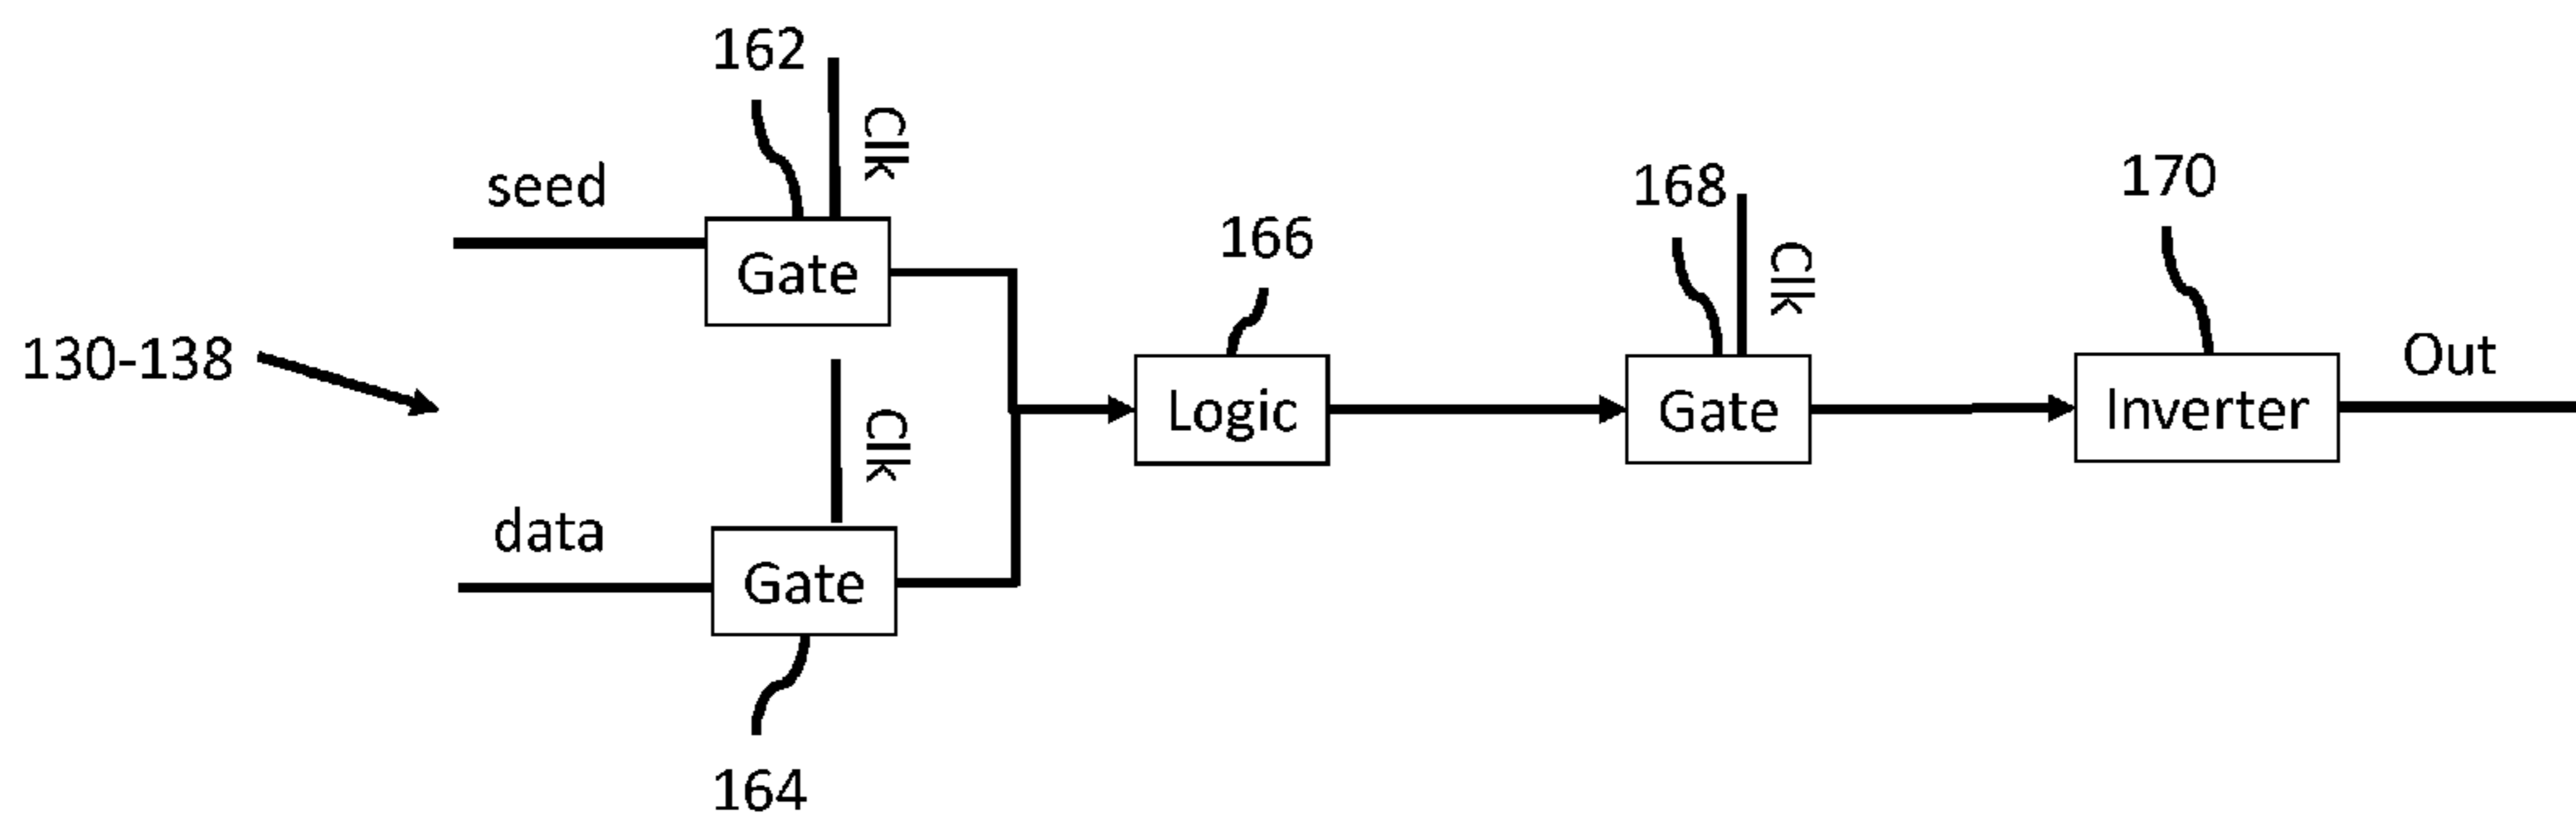 162
Clk
seed
Gate
130-138
Clk
data
Gate
164
166
Logic
168
Clk
Gate
170
Inverter
Out